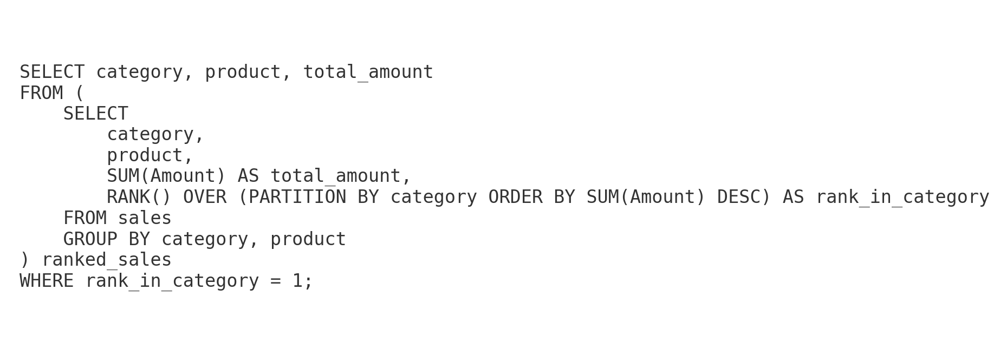 SELECT category, product, total_amount
FROM (
    SELECT
        category,
        product,
        SUM(Amount) AS total_amount,
        RANK() OVER (PARTITION BY category ORDER BY SUM(Amount) DESC) AS rank_in_category
    FROM sales
    GROUP BY category, product
) ranked_sales
WHERE rank_in_category = 1;